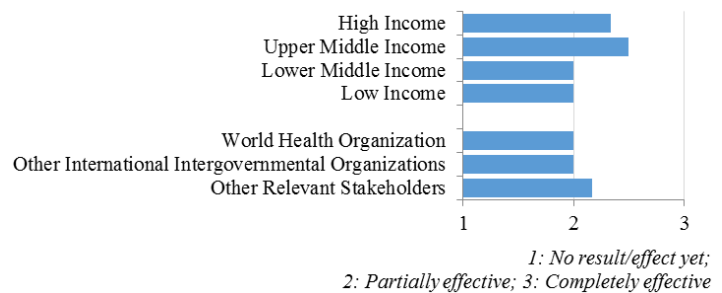 High Income
Upper Middle Income
Lower Middle Income
Low Income
World Health Organization
Other International Intergovernmental Organizations
Other Relevant Stakeholders
1 2 3
1: No result/effect yet;
2: Partially effective; 3: Completely effective